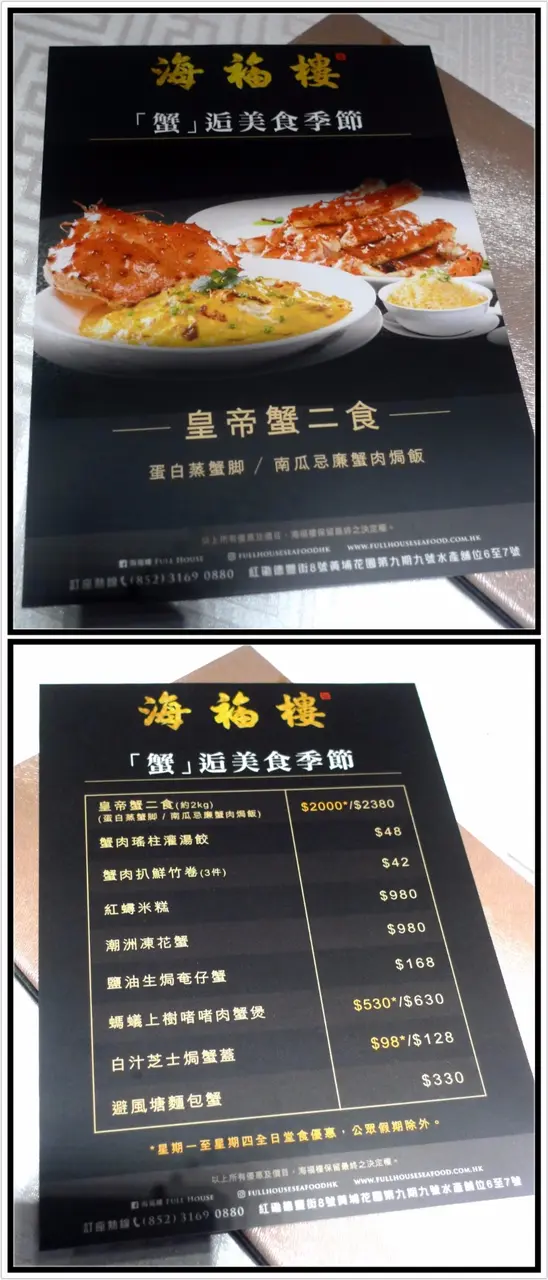 海福樓
「蟹」逅美食季節
皇帝蟹二食
蛋白蒸蟹脚 / 南瓜忌廉蟹肉焗飯
以上所有優惠及價目，海福樓保留最終之決定權。
海福樓 FULL HOUSE FULLHOUSESEAFOODHK WWW.FULLHOUSESEAFOOD.COM.HK
訂座熱線 (852) 3169 0880 紅磡德豐街8號黃埔花園第九期九號水產舖位6至7號
海福樓
「蟹」逅美食季節
皇帝蟹二食(約2kg) $2000*/$2380
(蛋白蒸蟹脚 / 南瓜忌廉蟹肉焗飯)
蟹肉瑤柱灌湯餃 $48
蟹肉扒鮮竹卷(3件) $42
紅蟳米糕 $980
潮洲凍花蟹 $980
鹽油生焗奄仔蟹 $168
螞蟻上樹啫啫肉蟹煲 $530*/$630
白汁芝士焗蟹蓋 $98*/$128
避風塘麵包蟹 $330
*星期一至星期四全日堂食優惠，公眾假期除外。
以上所有優惠及價目，海福樓保留最終之決定權。
海福樓 FULL HOUSE FULLHOUSESEAFOODHK WWW.FULLHOUSESEAFOOD.COM.HK
訂座熱線 (852) 3169 0880 紅磡德豐街8號黃埔花園第九期九號水產舖位6至7號